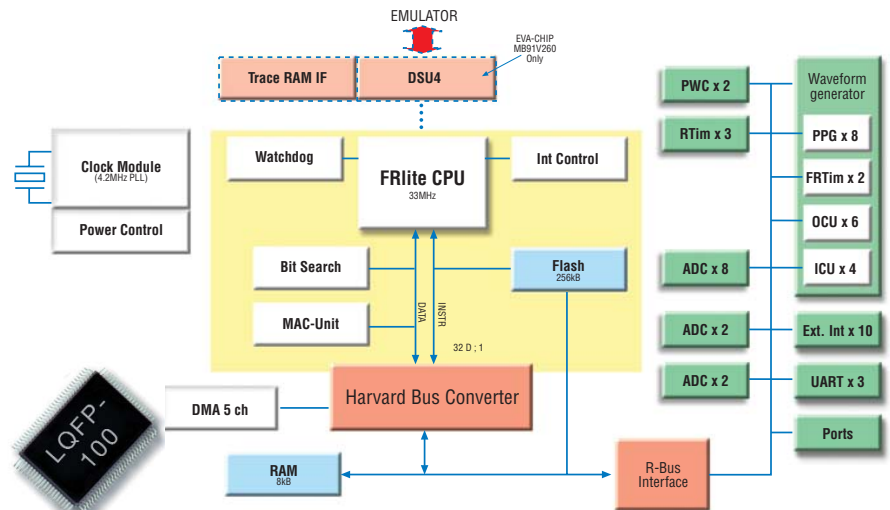 EMULATOR
EVA-CHIP
MB91V260
Only
Trace RAM IF
DSU4
PWC x 2
Waveform
generator
RTim x 3
PPG x 8
Clock Module
(4.2MHz PLL)
Watchdog
FRlite CPU
33MHz
Int Control
FRTim x 2
Power Control
OCU x 6
Bit Search
Flash
256kB
ADC x 8
ICU x 4
MAC-Unit
DATA
INSTR
32 D ; 1
ADC x 2
Ext. Int x 10
LQFP-
100
DMA 5 ch
Harvard Bus Converter
ADC x 2
UART x 3
Ports
RAM
8kB
R-Bus
Interface